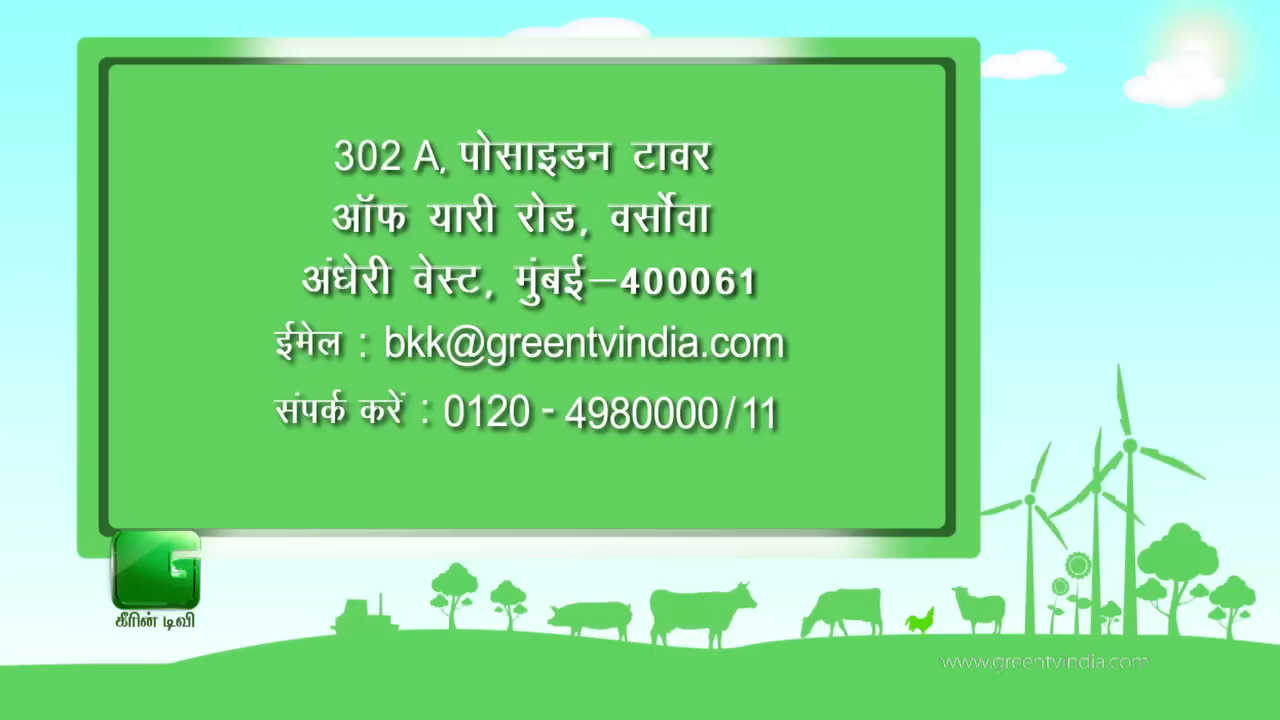 302 A, पोसाइडन टावर
ऑफ यारी रोड, वर्सोवा
अंधेरी वेस्ट, मुंबई–400061
ईमेल : bkk@greentvindia.com
संपर्क करें : 0120 - 4980000/11
கீரின் டிவி
www.greentvindia.com